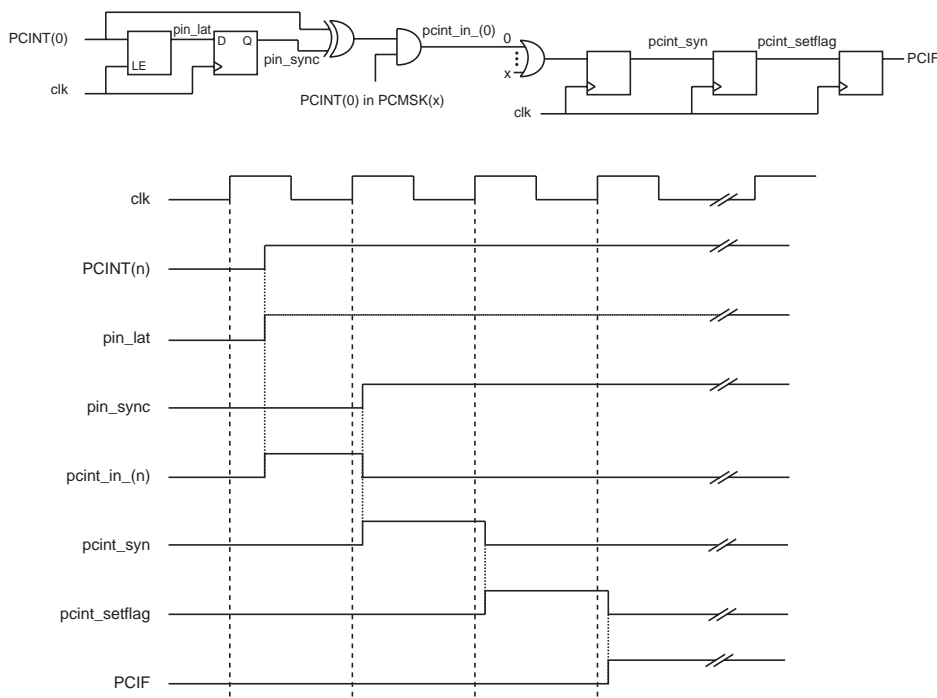 PCINT(0)
pin_lat
D Q
LE
pin_sync
clk
PCINT(0) in PCMSK(x)
pcint_in_(0)
0
x
pcint_syn
pcint_setflag
PCIF
clk
clk
PCINT(n)
pin_lat
pin_sync
pcint_in_(n)
pcint_syn
pcint_setflag
PCIF